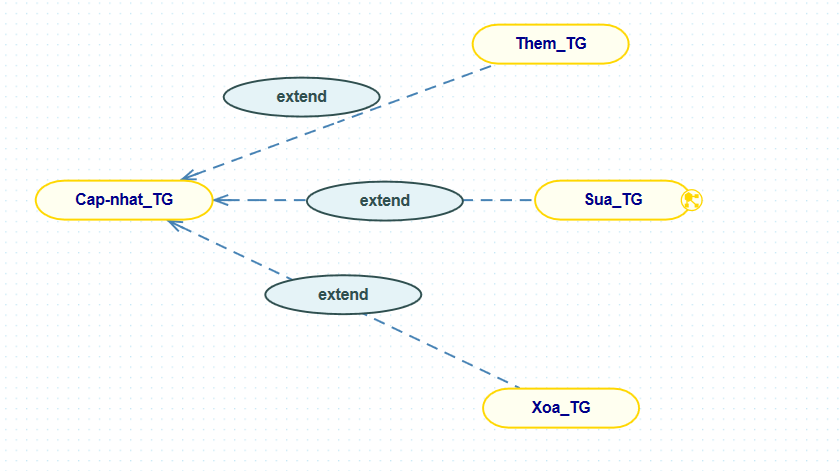 Them_TG
extend
Cap-nhat_TG
extend
Sua_TG
extend
Xoa_TG